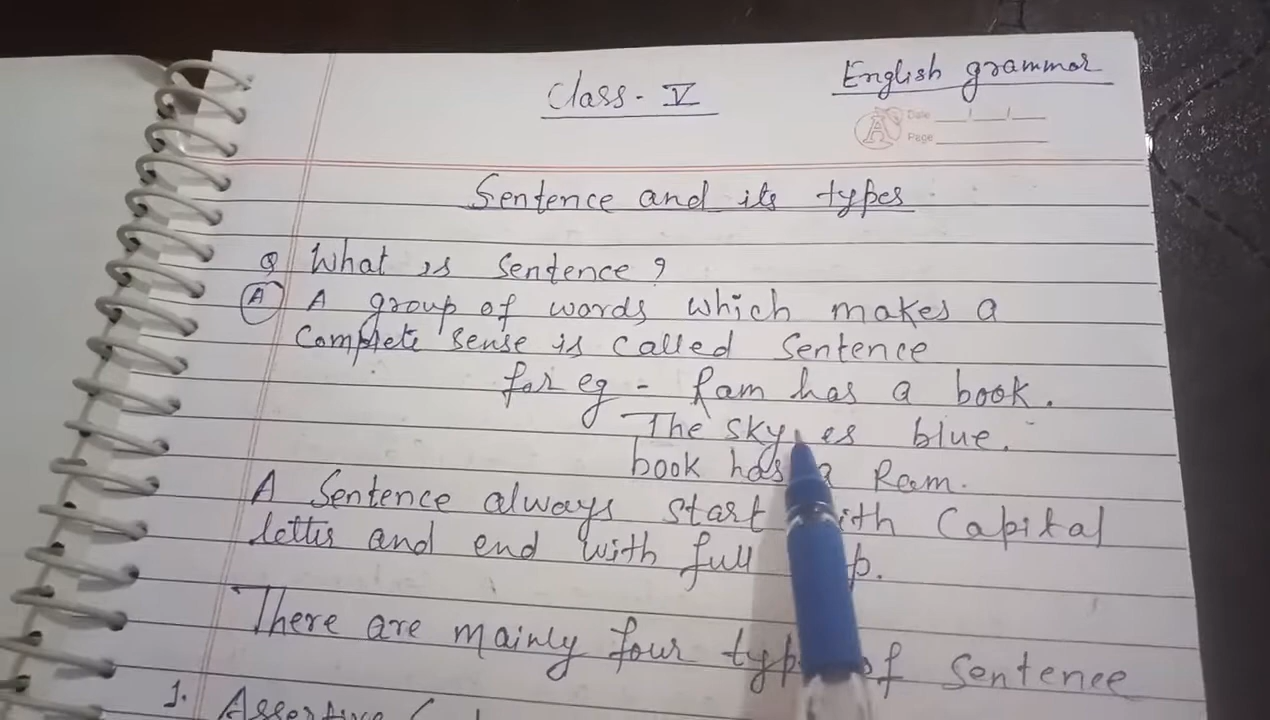 Class - V
English grammar
A
Date
Page
Sentence and its types
Q What is Sentence?
A A group of words which makes a
Complete Sense is called Sentence
for eg - Ram has a book.
The sky is blue.
book has a Ram.
A Sentence always start with Capital
letter and end with full
There are mainly four of Sentence
1. Assertive